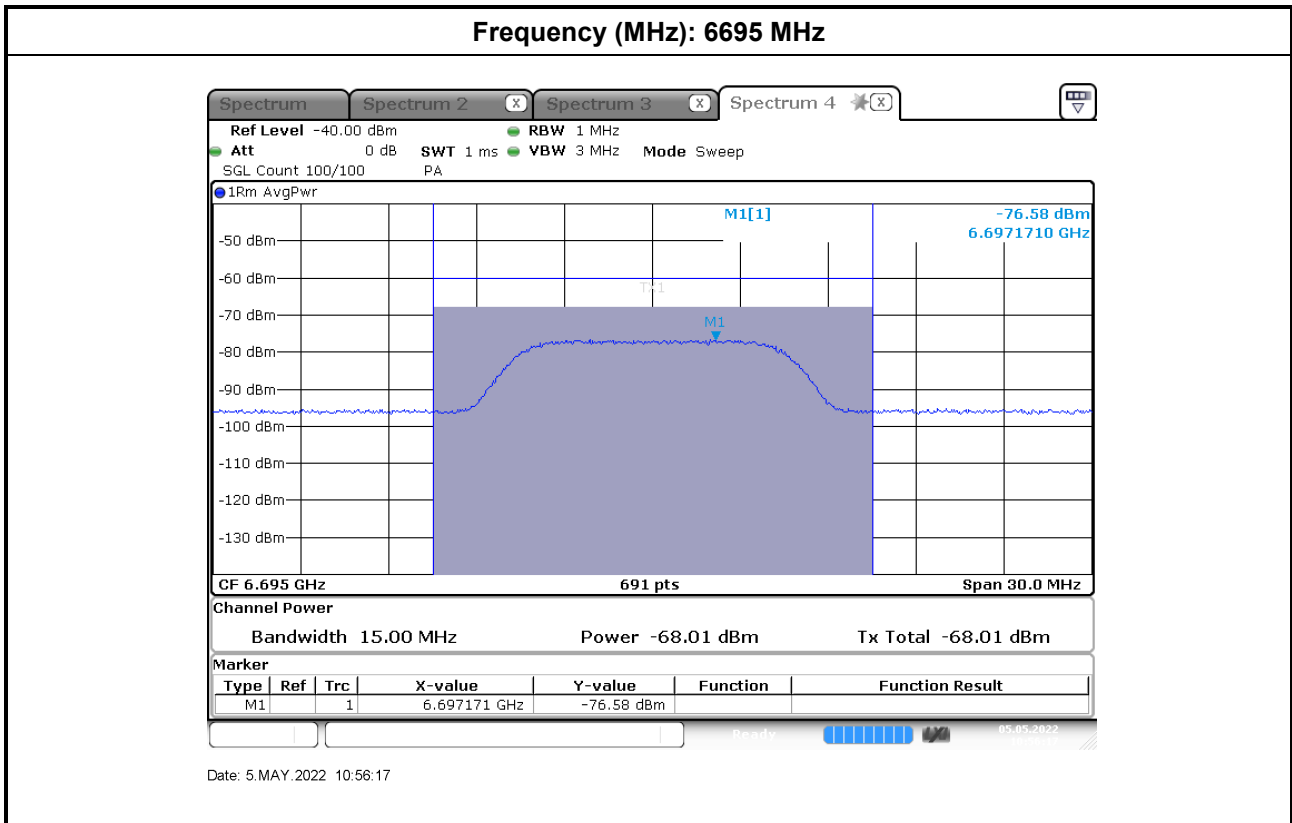 Frequency (MHz): 6695 MHz
Spectrum Spectrum 2 X Spectrum 3 X Spectrum 4 X
Ref Level -40.00 dBm RBW 1 MHz
Att 0 dB SWT 1 ms VBW 3 MHz Mode Sweep
SGL Count 100/100 PA
1Rm AvgPwr
M1[1] -76.58 dBm
6.6971710 GHz
-50 dBm
-60 dBm
TX1
-70 dBm
M1
-80 dBm
-90 dBm
-100 dBm
-110 dBm
-120 dBm
-130 dBm
CF 6.695 GHz 691 pts Span 30.0 MHz
Channel Power
Bandwidth 15.00 MHz Power -68.01 dBm Tx Total -68.01 dBm
Marker
Type Ref Trc X-value Y-value Function Function Result
M1 1 6.697171 GHz -76.58 dBm
Ready 05.05.2022
Date: 5.MAY.2022 10:56:17